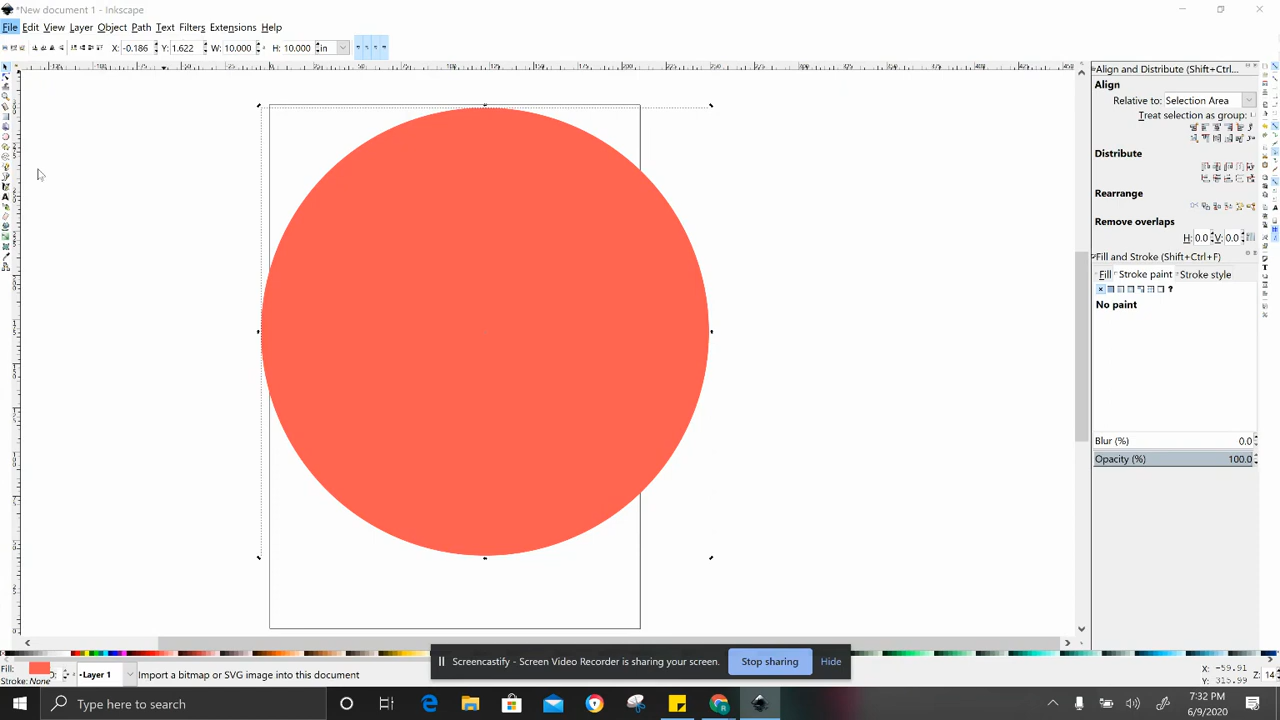 *New document 1 - Inkscape
File Edit View Layer Object Path Text Filters Extensions Help
X: -0.186 Y: 1.622 W: 10.000 H: 10.000 in
Align and Distribute (Shift+Ctrl...
Align
Relative to: Selection Area
Treat selection as group:
Distribute
Rearrange
Remove overlaps
H: 0.0 V: 0.0
Fill and Stroke (Shift+Ctrl+F)
Fill Stroke paint Stroke style
No paint
Blur (%) 0.0
Opacity (%) 100.0
Screencastify - Screen Video Recorder is sharing your screen. Stop sharing Hide
Fill:
Stroke: None
O:
Layer 1
Import a bitmap or SVG image into this document
X: -59.91
Y: 315.99
Z: 14
Type here to search
7:32 PM
6/9/2020